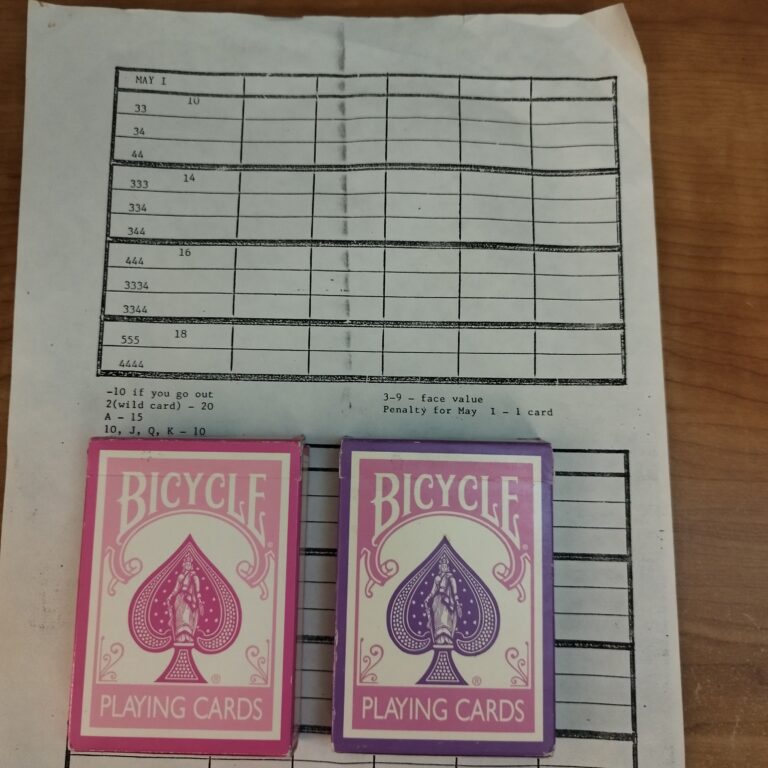 MAY I
33 10
34
44
333 14
334
344
444 16
3334
3344
555 18
4444
-10 if you go out
2(wild card) - 20
A - 15
10, J, Q, K - 10
3-9 - face value
Penalty for May I - 1 card
BICYCLE
®
PLAYING CARDS
BICYCLE
®
PLAYING CARDS